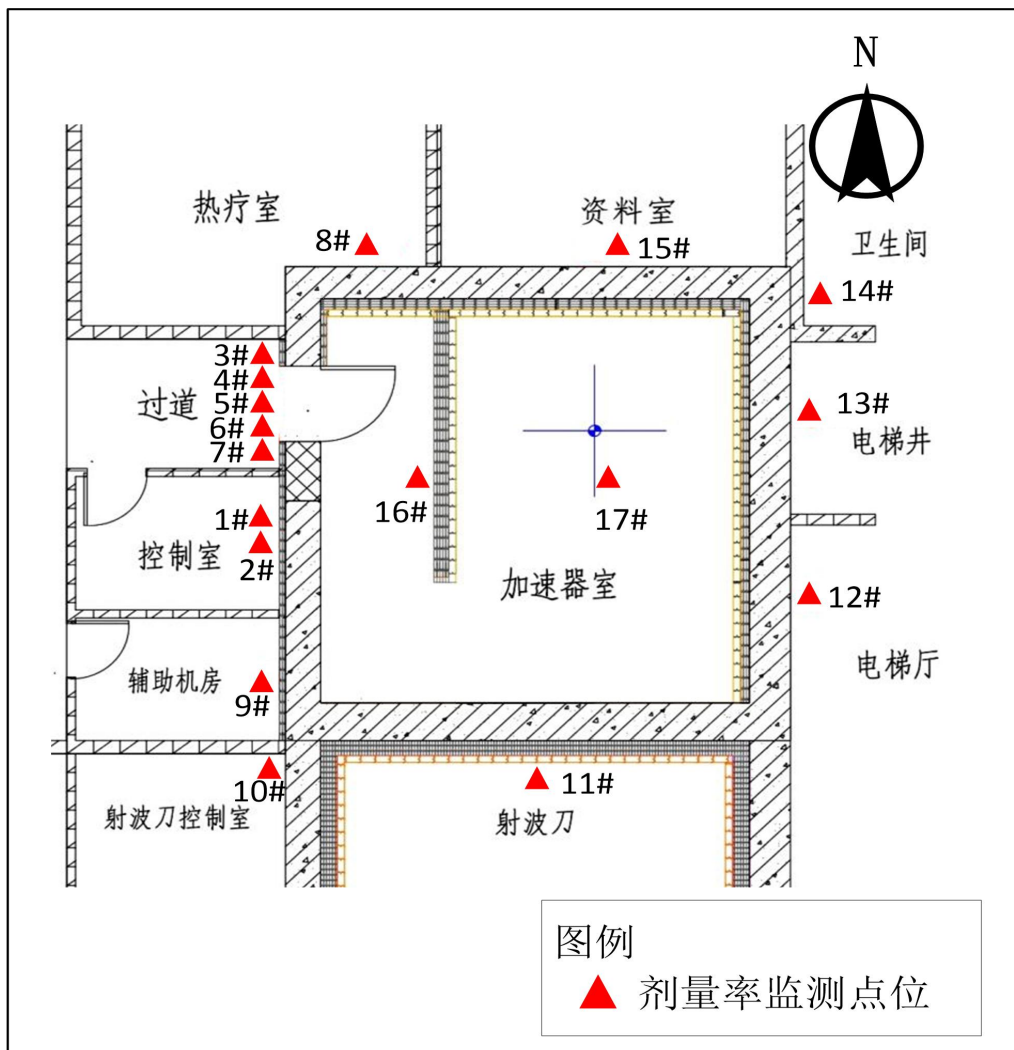 N
热疗室
资料室
8#
15#
卫生间
14#
3#
4#
过道
5#
6#
7#
13#
电梯井
16#
17#
1#
控制室
2#
加速器室
12#
辅助机房
9#
电梯厅
10#
11#
射波刀控制室
射波刀
图例
剂量率监测点位